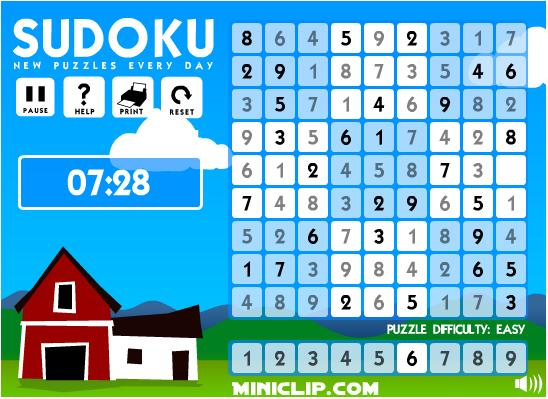 SUDOKU
NEW PUZZLES EVERY DAY
PAUSE
?
HELP
PRINT
RESET
07:28
8 6 4 5 9 2 3 1 7
2 9 1 8 7 3 5 4 6
3 5 7 1 4 6 9 8 2
9 3 5 6 1 7 4 2 8
6 1 2 4 5 8 7 3
7 4 8 3 2 9 6 5 1
5 2 6 7 3 1 8 9 4
1 7 3 9 8 4 2 6 5
4 8 9 2 6 5 1 7 3
PUZZLE DIFFICULTY: EASY
1 2 3 4 5 6 7 8 9
MINICLIP.COM